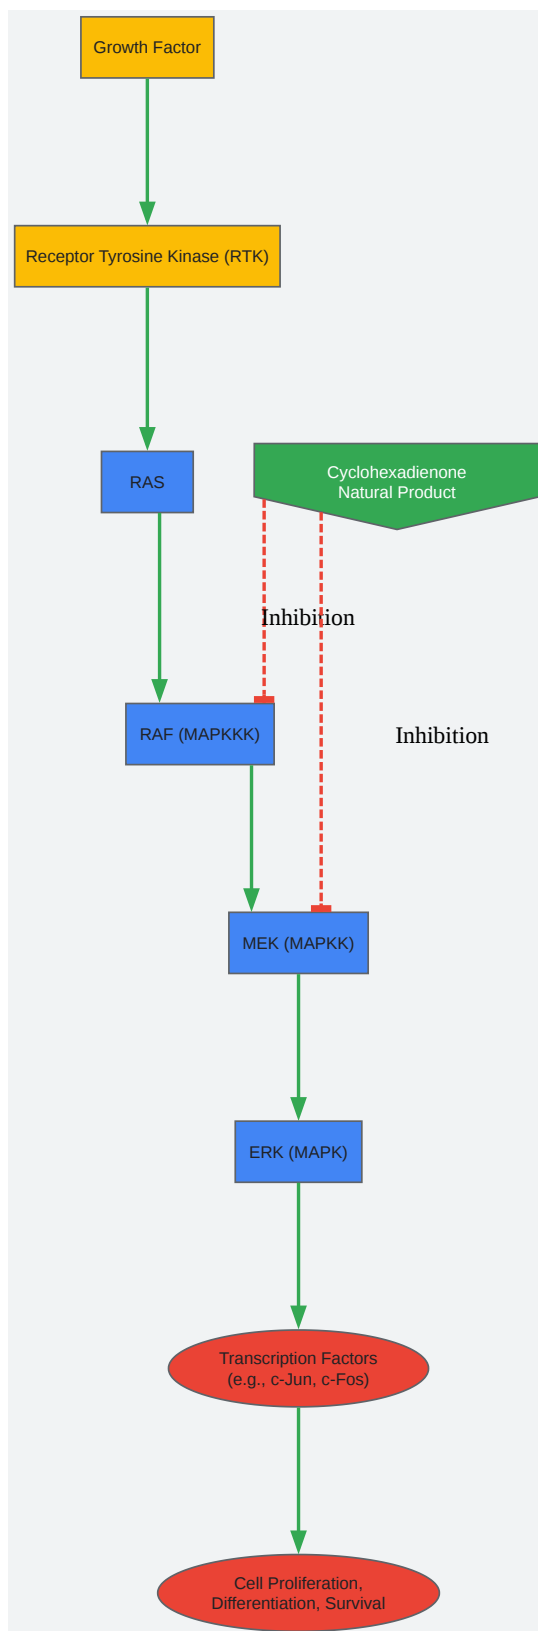 Growth Factor
Receptor Tyrosine Kinase (RTK)
RAS
Cyclohexadienone
Natural Product
Inhibition
RAF (MAPKKK)
Inhibition
MEK (MAPKK)
ERK (MAPK)
Transcription Factors
(e.g., c-Jun, c-Fos)
Cell Proliferation,
Differentiation, Survival